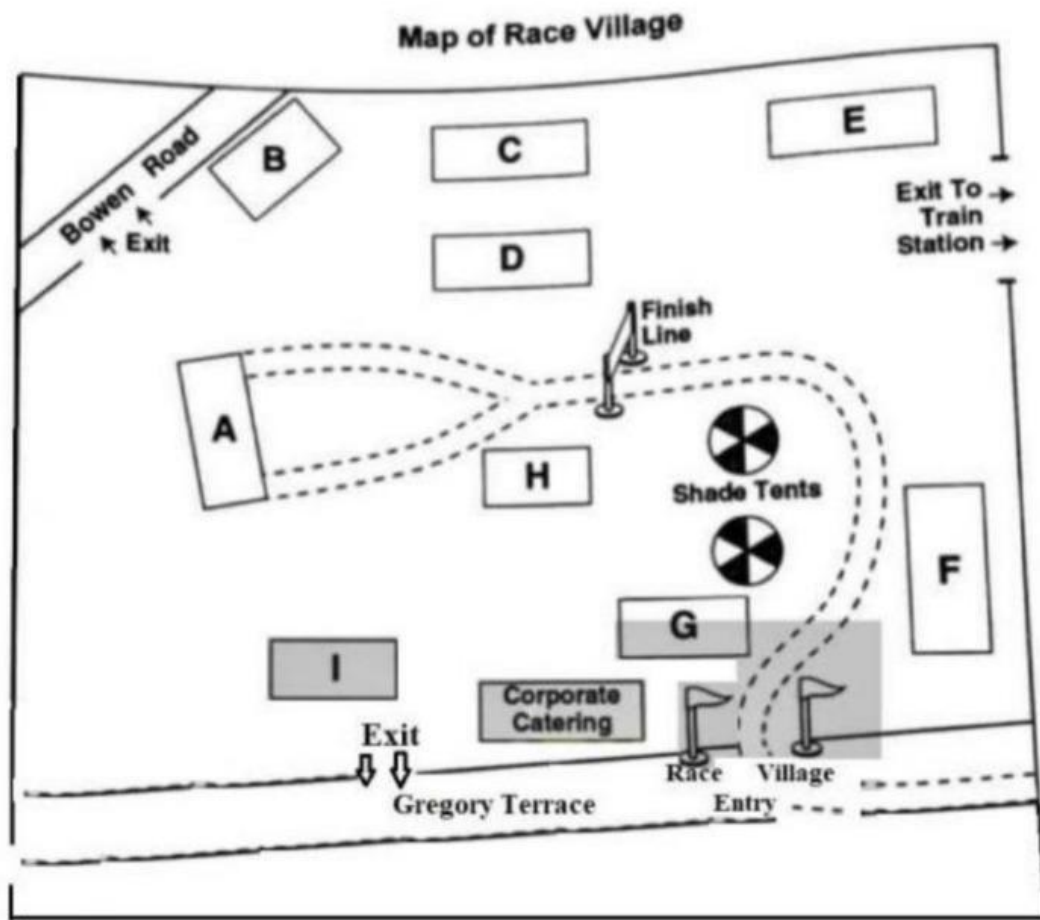 Map of Race Village
E
C
B
Bowen Road
Exit To
Train
Station
Exit
D
Finish
Line
A
H
Shade Tents
F
G
I
Corporate
Catering
Exit
Race Village
Gregory Terrace
Entry